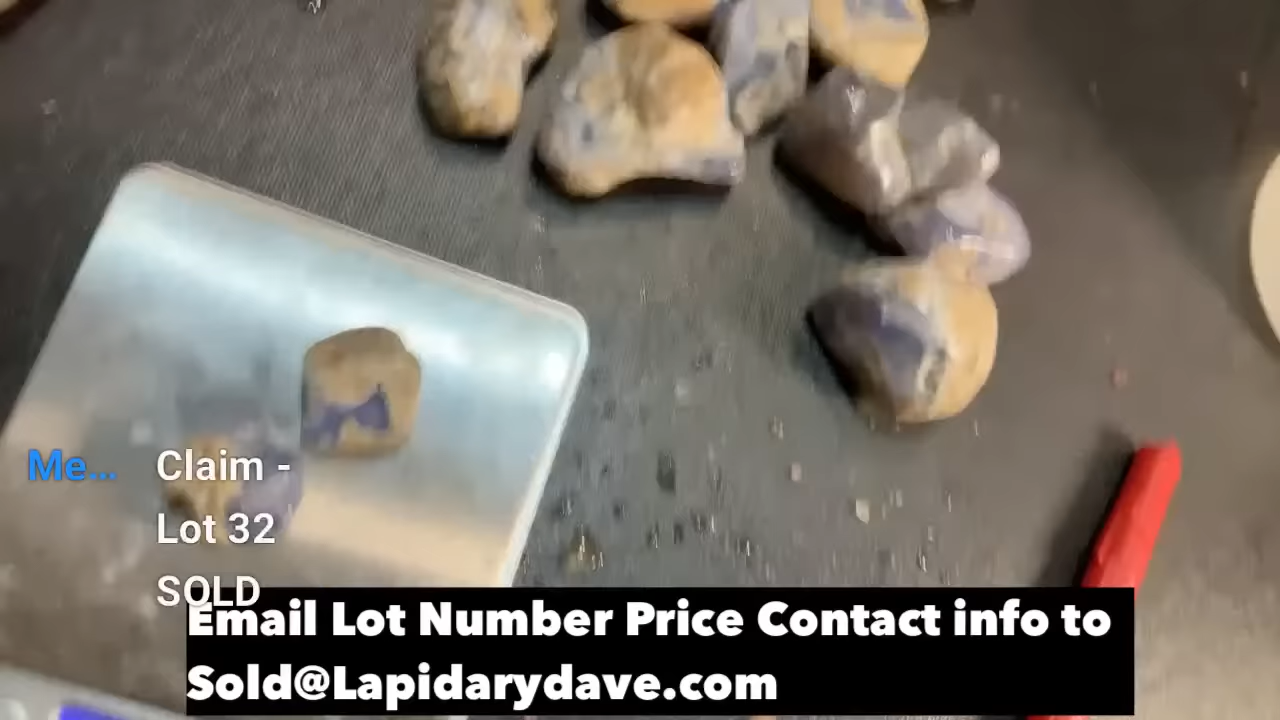 Me... Claim -
Lot 32
SOLD
Email Lot Number Price Contact info to
Sold@Lapidarydave.com